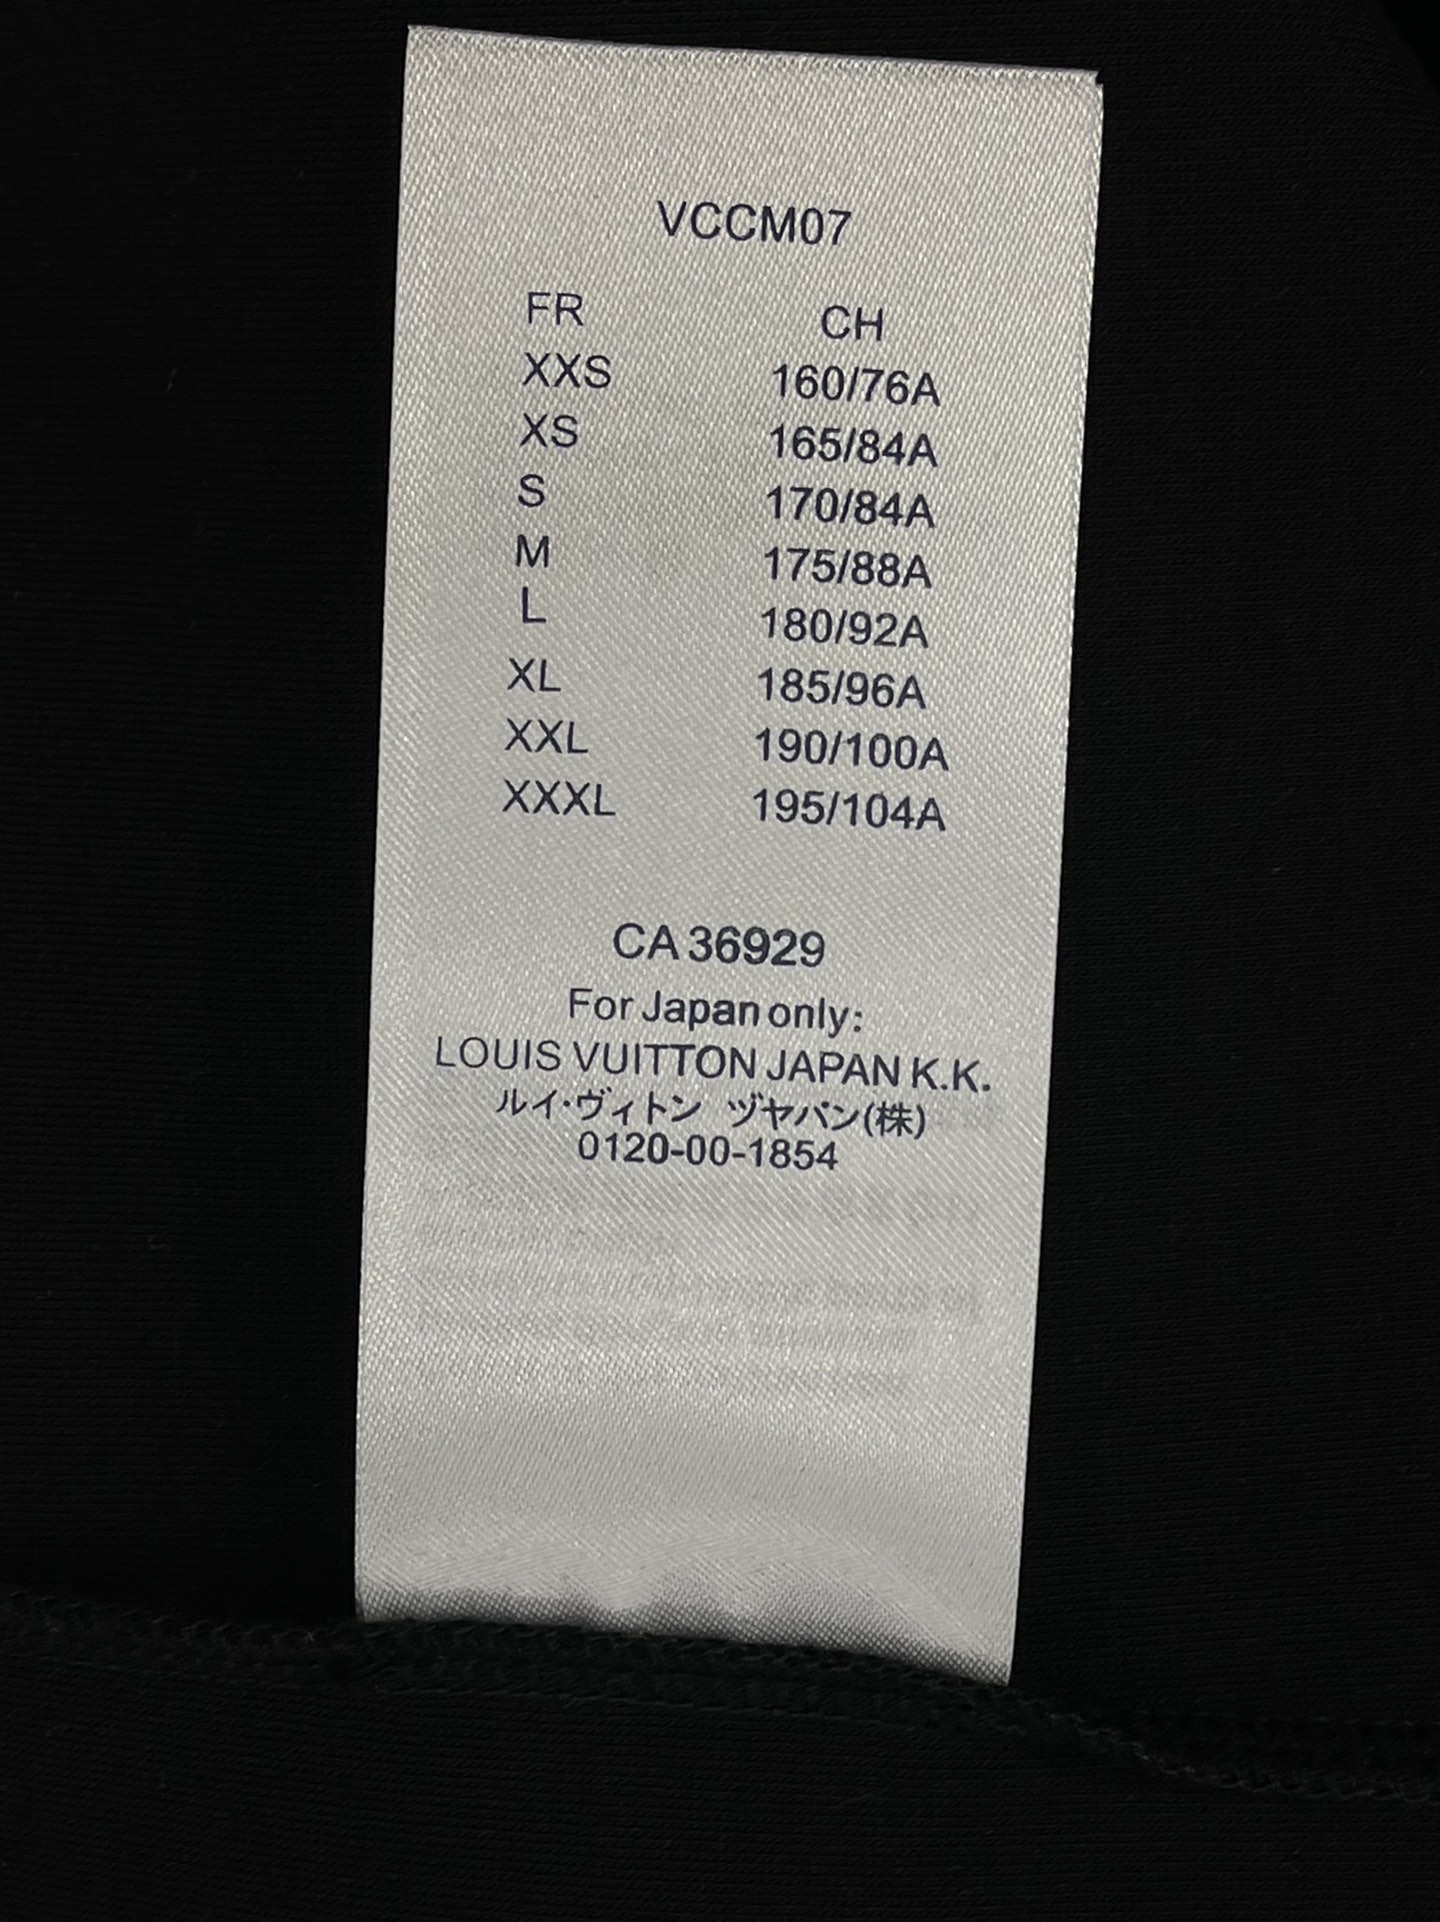 VCCM07
FR CH
XXS 160/76A
XS 165/84A
S 170/84A
M 175/88A
L 180/92A
XL 185/96A
XXL 190/100A
XXXL 195/104A
CA 36929
For Japan only:
LOUIS VUITTON JAPAN K.K.
ルイ·ヴィトン ヅヤパン(株)
0120-00-1854